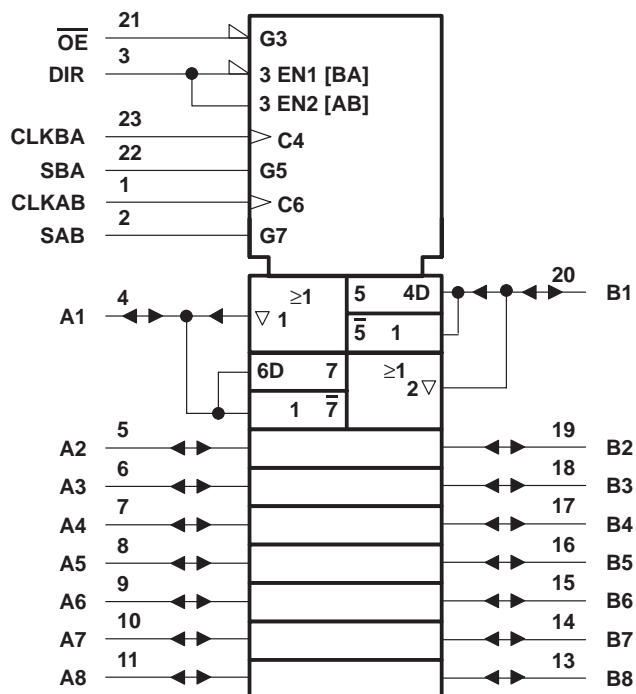 21
OE
G3
3
DIR
3 EN1 [BA]
3 EN2 [AB]
23
CLKBA
C4
22
SBA
G5
1
CLKAB
C6
2
SAB
G7
4
A1
≥1
▽ 1
5 4D
5̅ 1
20
B1
6D 7
1 7̅
≥1
2 ▽
5
A2
19
B2
6
A3
18
B3
7
A4
17
B4
8
A5
16
B5
9
A6
15
B6
10
A7
14
B7
11
A8
13
B8